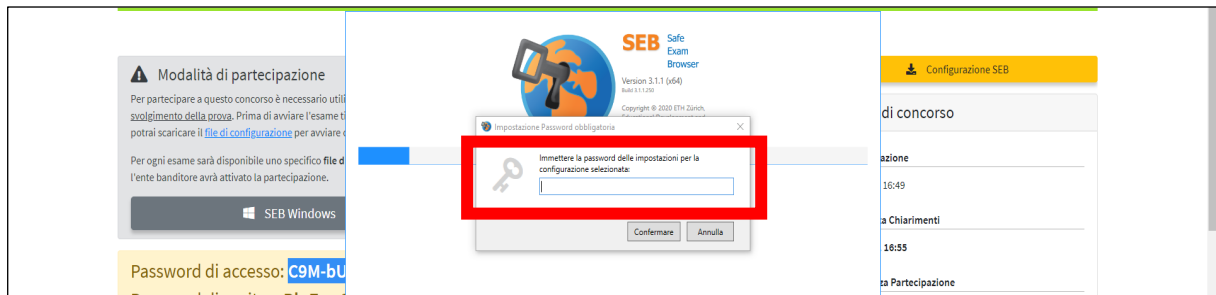 SEB Safe
Exam
Browser
Version 3.1.1 (x64)
Build 3.1.1.250
Copyright © 2020 ETH Zürich,
Modalità di partecipazione
Per partecipare a questo concorso è necessario utili
svolgimento della prova. Prima di avviare l'esame ti
potrai scaricare il file di configurazione per avviare
Per ogni esame sarà disponibile uno specifico file d
l'ente banditore avrà attivato la partecipazione.
SEB Windows
Password di accesso: C9M-bU
Impostazione Password obbligatoria
Immettere la password delle impostazioni per la
configurazione selezionata:
Confermare Annulla
Configurazione SEB
di concorso
azione
16:49
a Chiarimenti
16:55
za Partecipazione